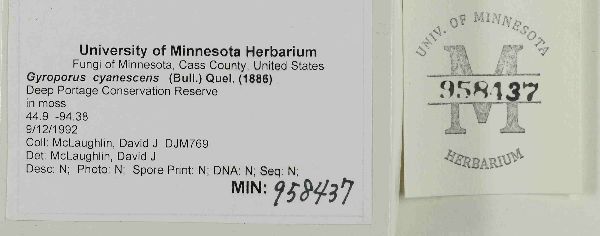 University of Minnesota Herbarium
Fungi of Minnesota, Cass County, United States
Gyroporus cyanescens (Bull.) Quel. (1886)
Deep Portage Conservation Reserve
in moss
44.9 -94.38
9/12/1992
Coll: McLaughlin, David J DJM769
Det: McLaughlin, David J
Desc: N; Photo: N: Spore Print: N; DNA: N; Seq: N;
MIN: 958437
UNIV. OF MINNESOTA
M
958437
HERBARIUM